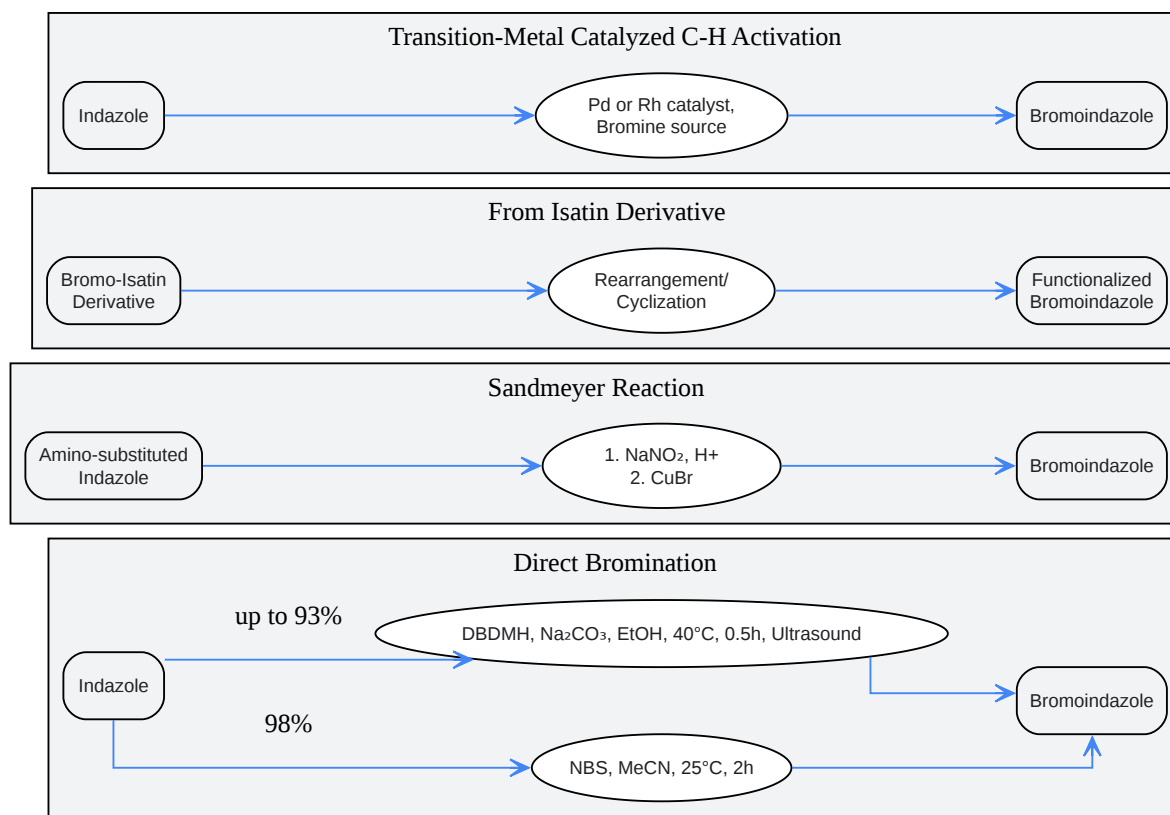 Transition-Metal Catalyzed C-H Activation
Indazole
Pd or Rh catalyst,
Bromine source
Bromoindazole
From Isatin Derivative
Bromo-Isatin
Derivative
Rearrangement/
Cyclization
Functionalized
Bromoindazole
Sandmeyer Reaction
Amino-substituted
Indazole
1. NaNO₂, H+
2. CuBr
Bromoindazole
Direct Bromination
up to 93%
DBDMH, Na₂CO₃, EtOH, 40°C, 0.5h, Ultrasound
Indazole
Bromoindazole
98%
NBS, MeCN, 25°C, 2h